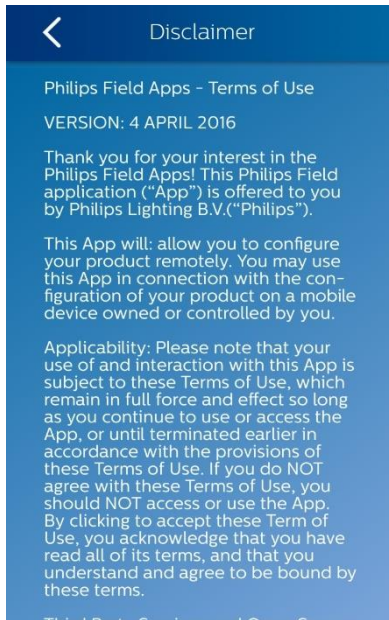 Disclaimer
Philips Field Apps - Terms of Use
VERSION: 4 APRIL 2016
Thank you for your interest in the
Philips Field Apps! This Philips Field
application (“App”) is offered to you
by Philips Lighting B.V.(“Philips”).
This App will: allow you to configure
your product remotely. You may use
this App in connection with the con-
figuration of your product on a mobile
device owned or controlled by you.
Applicability: Please note that your
use of and interaction with this App is
subject to these Terms of Use, which
remain in full force and effect so long
as you continue to use or access the
App, or until terminated earlier in
accordance with the provisions of
these Terms of Use. If you do NOT
agree with these Terms of Use, you
should NOT access or use the App.
By clicking to accept these Term of
Use, you acknowledge that you have
read all of its terms, and that you
understand and agree to be bound by
these terms.